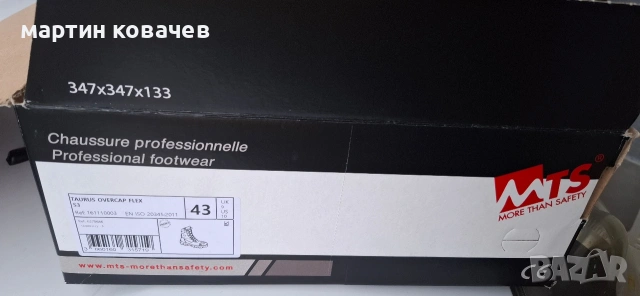 мартин ковачев
347x347x133
Chaussure professionnelle
Professional footwear
MTS®
MORE THAN SAFETY
TAURUS OVERCAP FLEX
S3
EN ISO 20345:2011
43
www.mts-morethansafety.com
Bazar